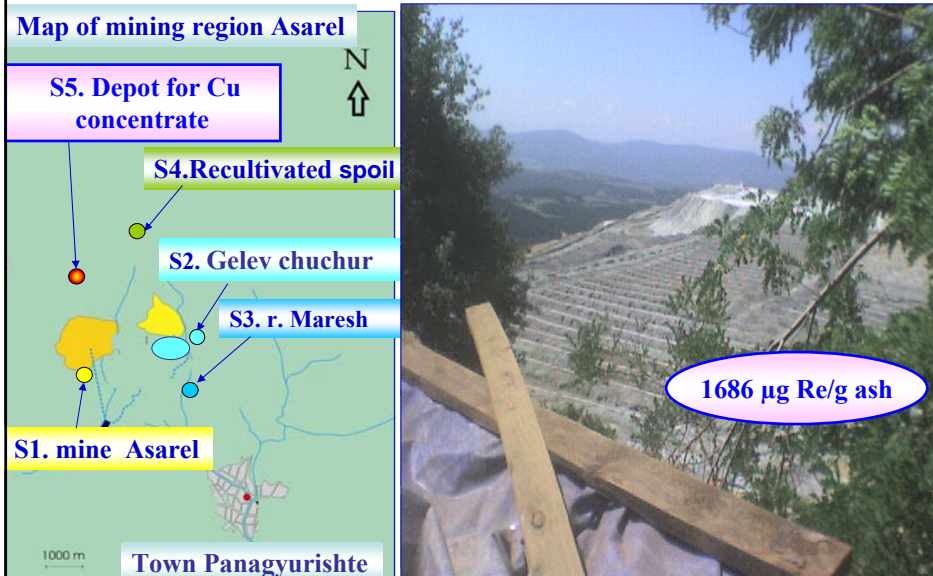 Map of mining region Asarel
N
S5. Depot for Cu
concentrate
S4.Recultivated spoil
S2. Gelev chuchur
S3. r. Maresh
1686 µg Re/g ash
S1. mine Asarel
1000 m
Town Panagyurishte